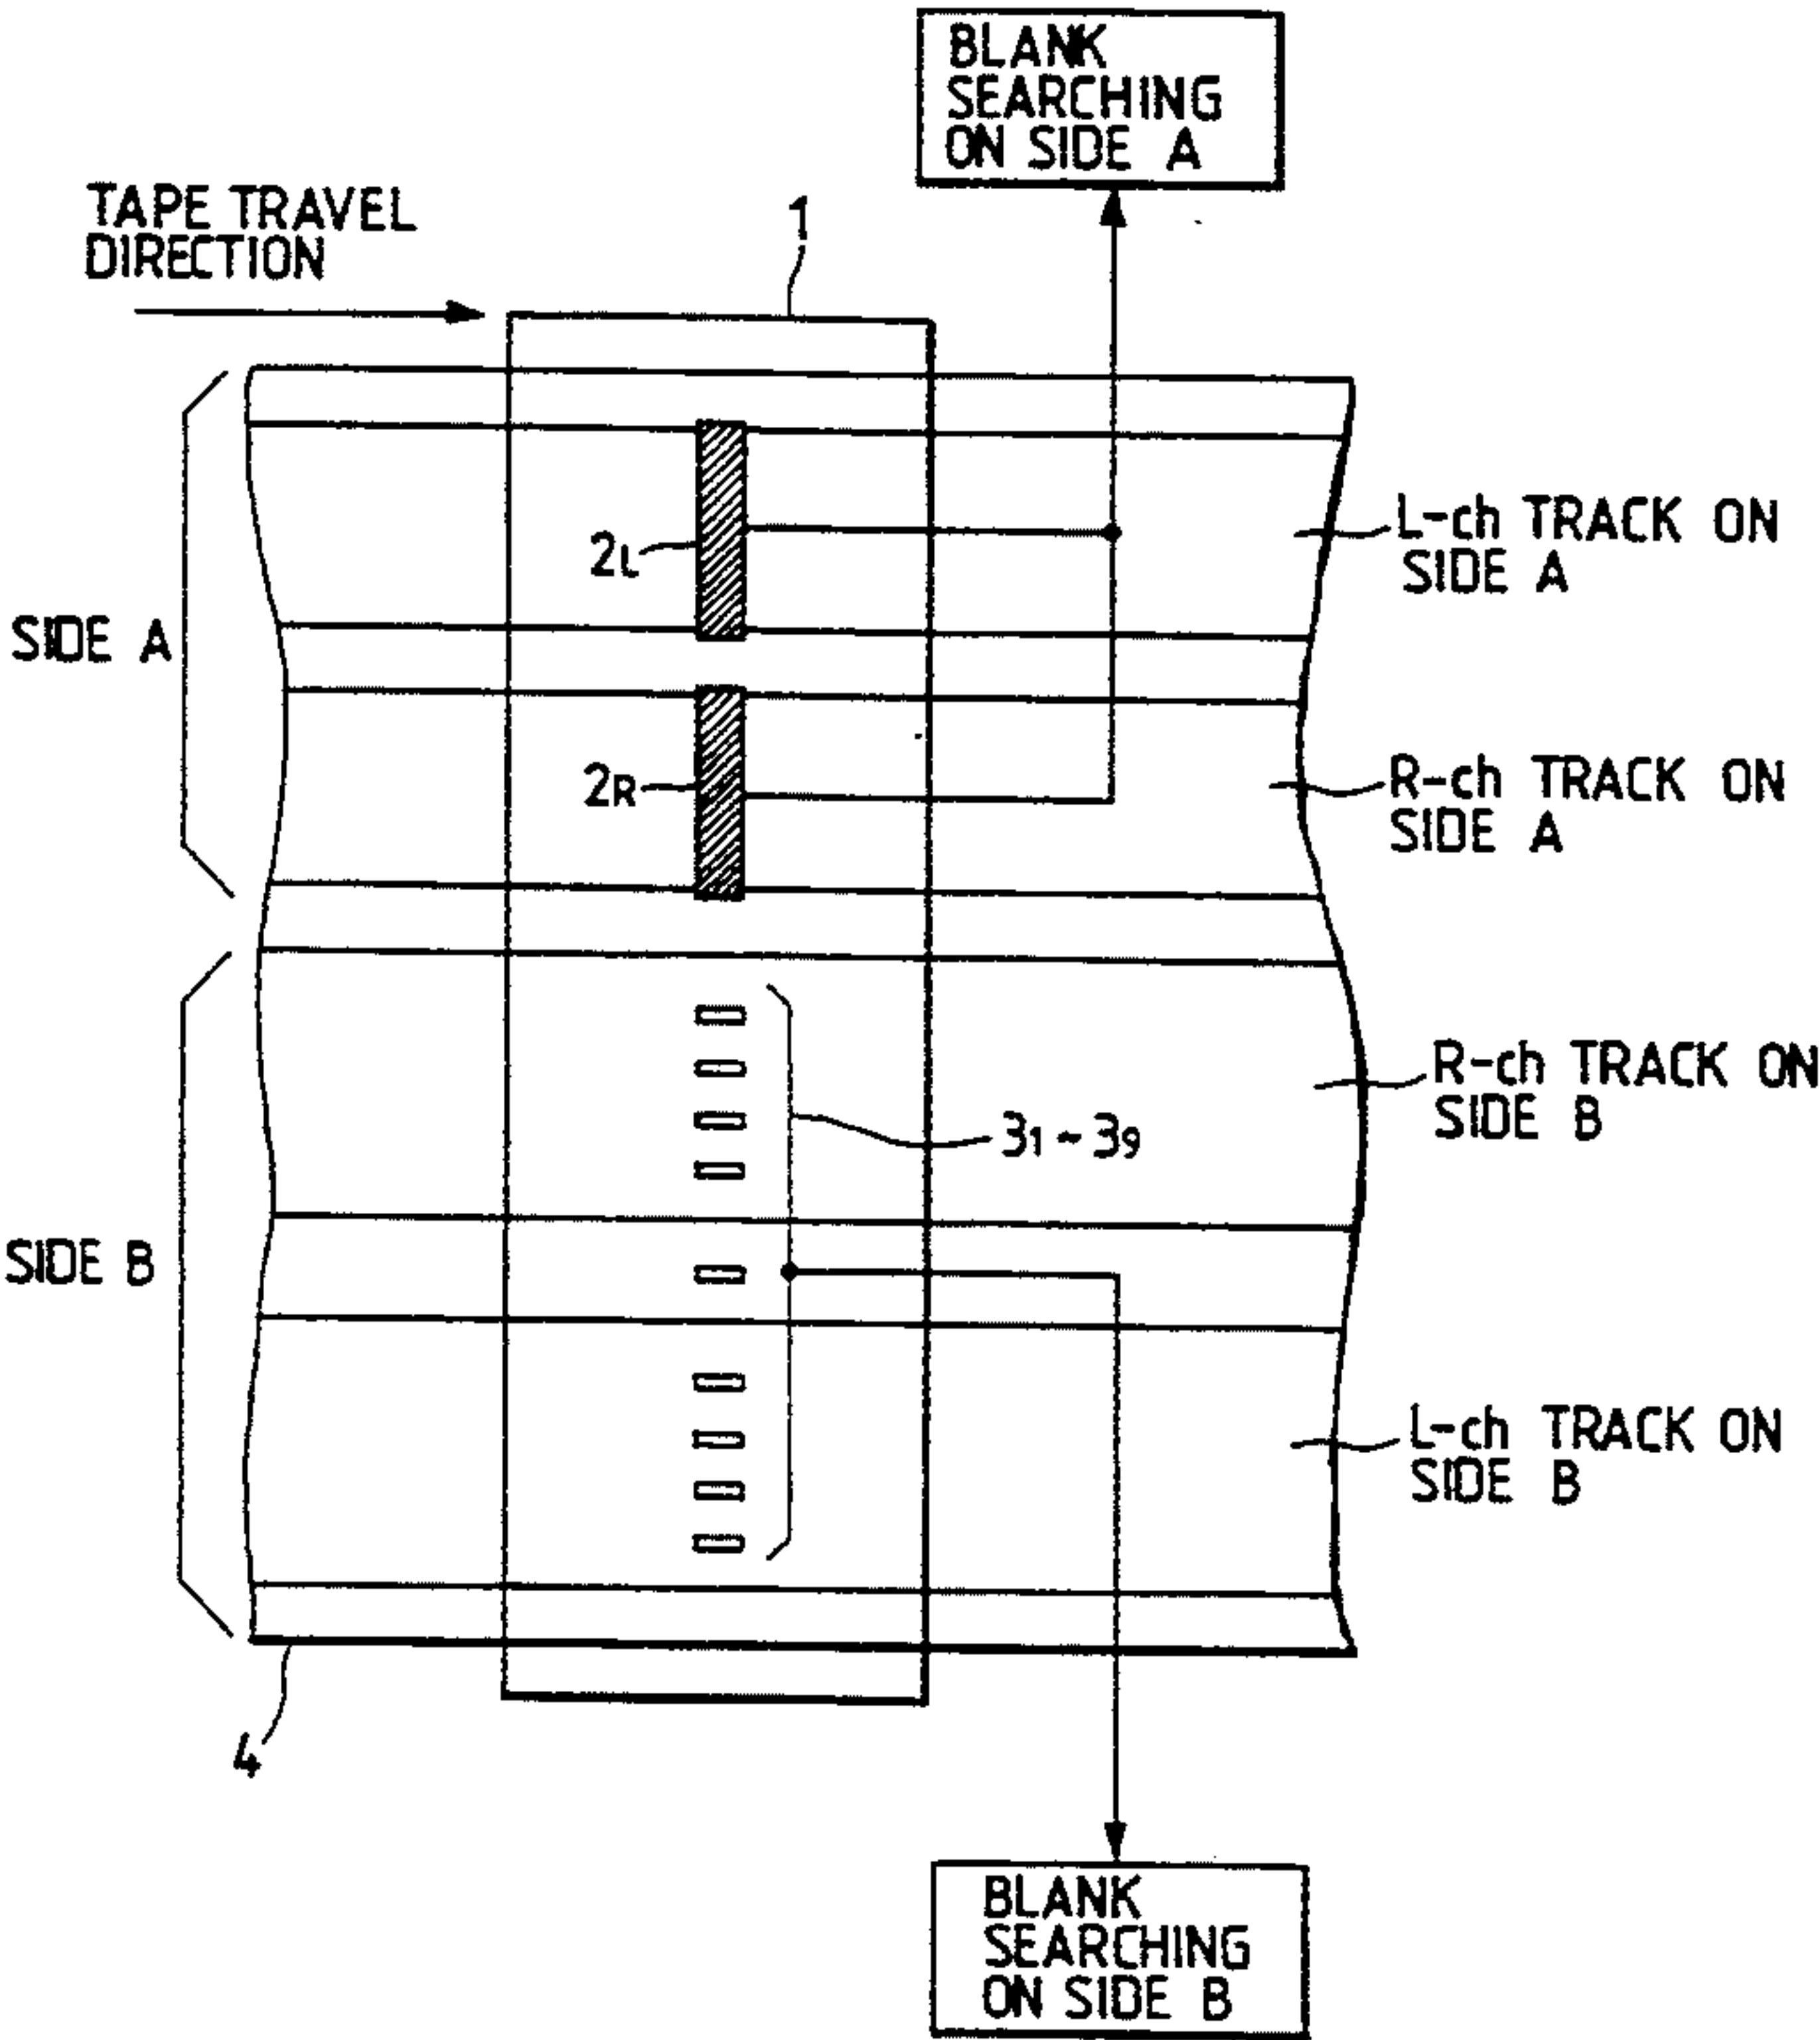 BLANK
SEARCHING
ON SIDE A
TAPE TRAVEL
DIRECTION
1
2L
L-ch TRACK ON
SIDE A
SIDE A
2R
R-ch TRACK ON
SIDE A
R-ch TRACK ON
SIDE B
31~39
SIDE B
L-ch TRACK ON
SIDE B
4
BLANK
SEARCHING
ON SIDE B